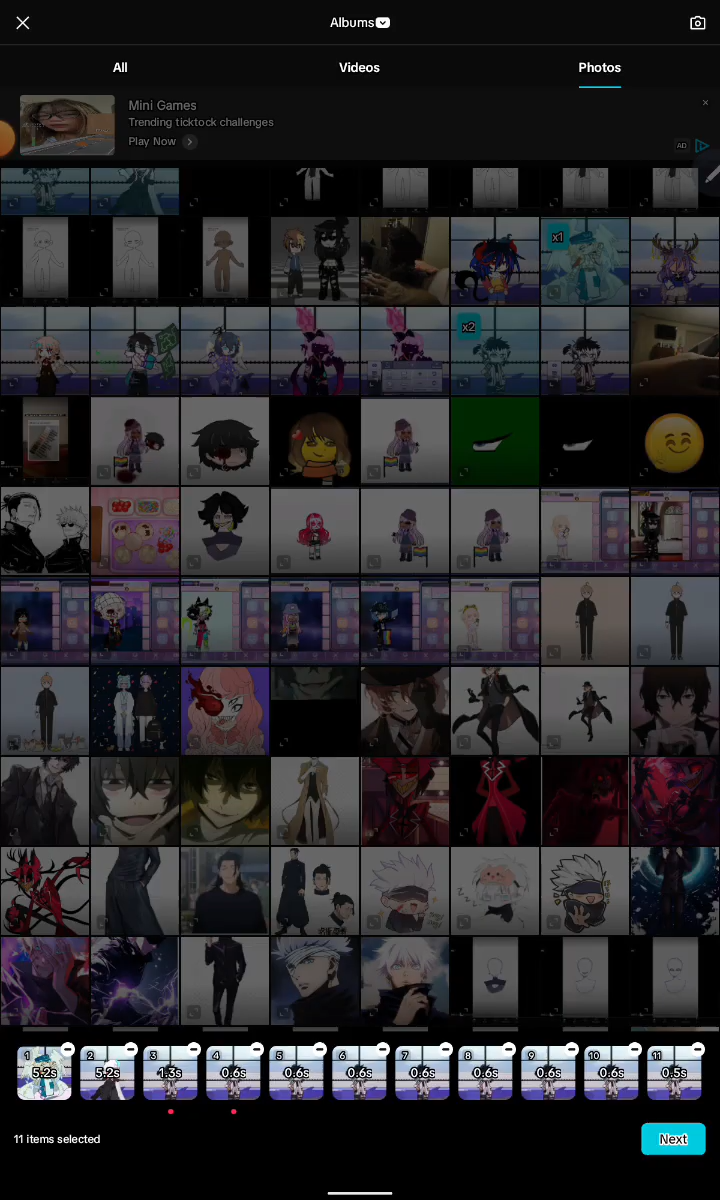 Albums
All
Videos
Photos
Mini Games
Trending ticktock challenges
Play Now
AD
x1
x2
1
5.2s
2
5.2s
3
1.3s
4
0.6s
5
0.6s
6
0.6s
7
0.6s
8
0.6s
9
0.6s
10
0.6s
11
0.5s
11 items selected
Next